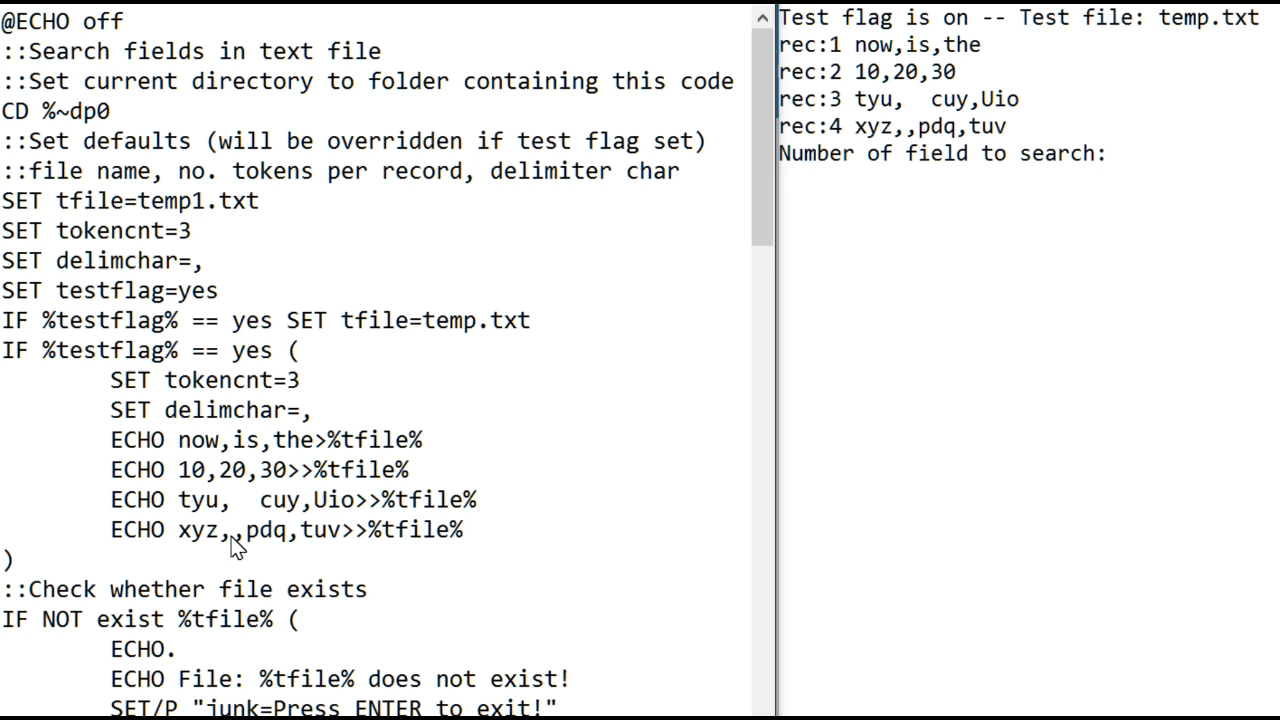 @ECHO off
::Search fields in text file
::Set current directory to folder containing this code
CD %~dp0
::Set defaults (will be overridden if test flag set)
::file name, no. tokens per record, delimiter char
SET tfile=temp1.txt
SET tokencnt=3
SET delimchar=,
SET testflag=yes
IF %testflag% == yes SET tfile=temp.txt
IF %testflag% == yes (
        SET tokencnt=3
        SET delimchar=,
        ECHO now,is,the>%tfile%
        ECHO 10,20,30>>%tfile%
        ECHO tyu,  cuy,Uio>>%tfile%
        ECHO xyz,,pdq,tuv>>%tfile%
)
::Check whether file exists
IF NOT exist %tfile% (
        ECHO.
        ECHO File: %tfile% does not exist!
        SET/P "junk=Press ENTER to exit!"
Test flag is on -- Test file: temp.txt
rec:1 now,is,the
rec:2 10,20,30
rec:3 tyu,  cuy,Uio
rec:4 xyz,,pdq,tuv
Number of field to search: